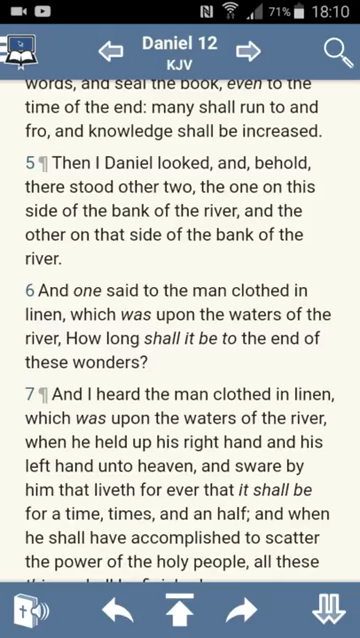 71% 18:10
Daniel 12
KJV
words, and seal the book, even to the
time of the end: many shall run to and
fro, and knowledge shall be increased.
5 ¶ Then I Daniel looked, and, behold,
there stood other two, the one on this
side of the bank of the river, and the
other on that side of the bank of the
river.
6 And one said to the man clothed in
linen, which was upon the waters of the
river, How long shall it be to the end of
these wonders?
7 ¶ And I heard the man clothed in linen,
which was upon the waters of the river,
when he held up his right hand and his
left hand unto heaven, and sware by
him that liveth for ever that it shall be
for a time, times, and an half; and when
he shall have accomplished to scatter
the power of the holy people, all these